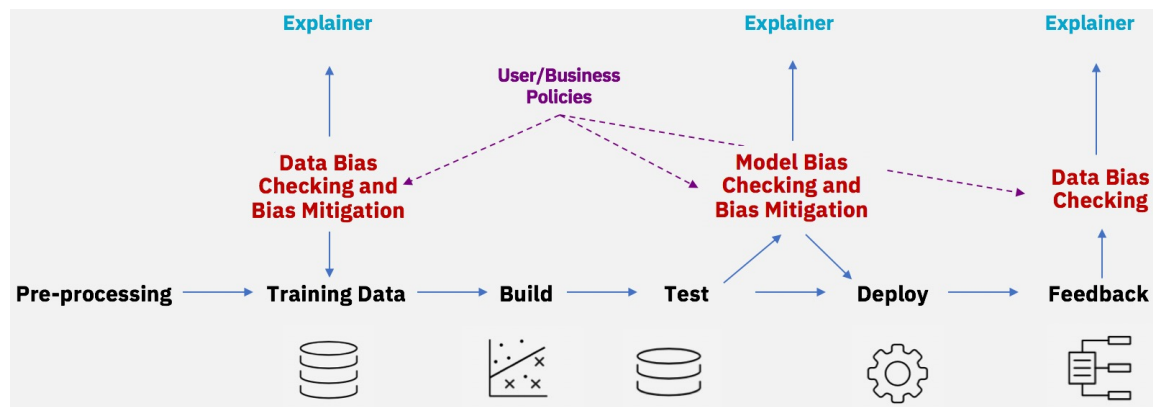 Explainer
Explainer
Explainer
User/Business
Policies
Data Bias
Checking and
Bias Mitigation
Model Bias
Checking and
Bias Mitigation
Data Bias
Checking
Pre-processing
Training Data
Build
Test
Deploy
Feedback